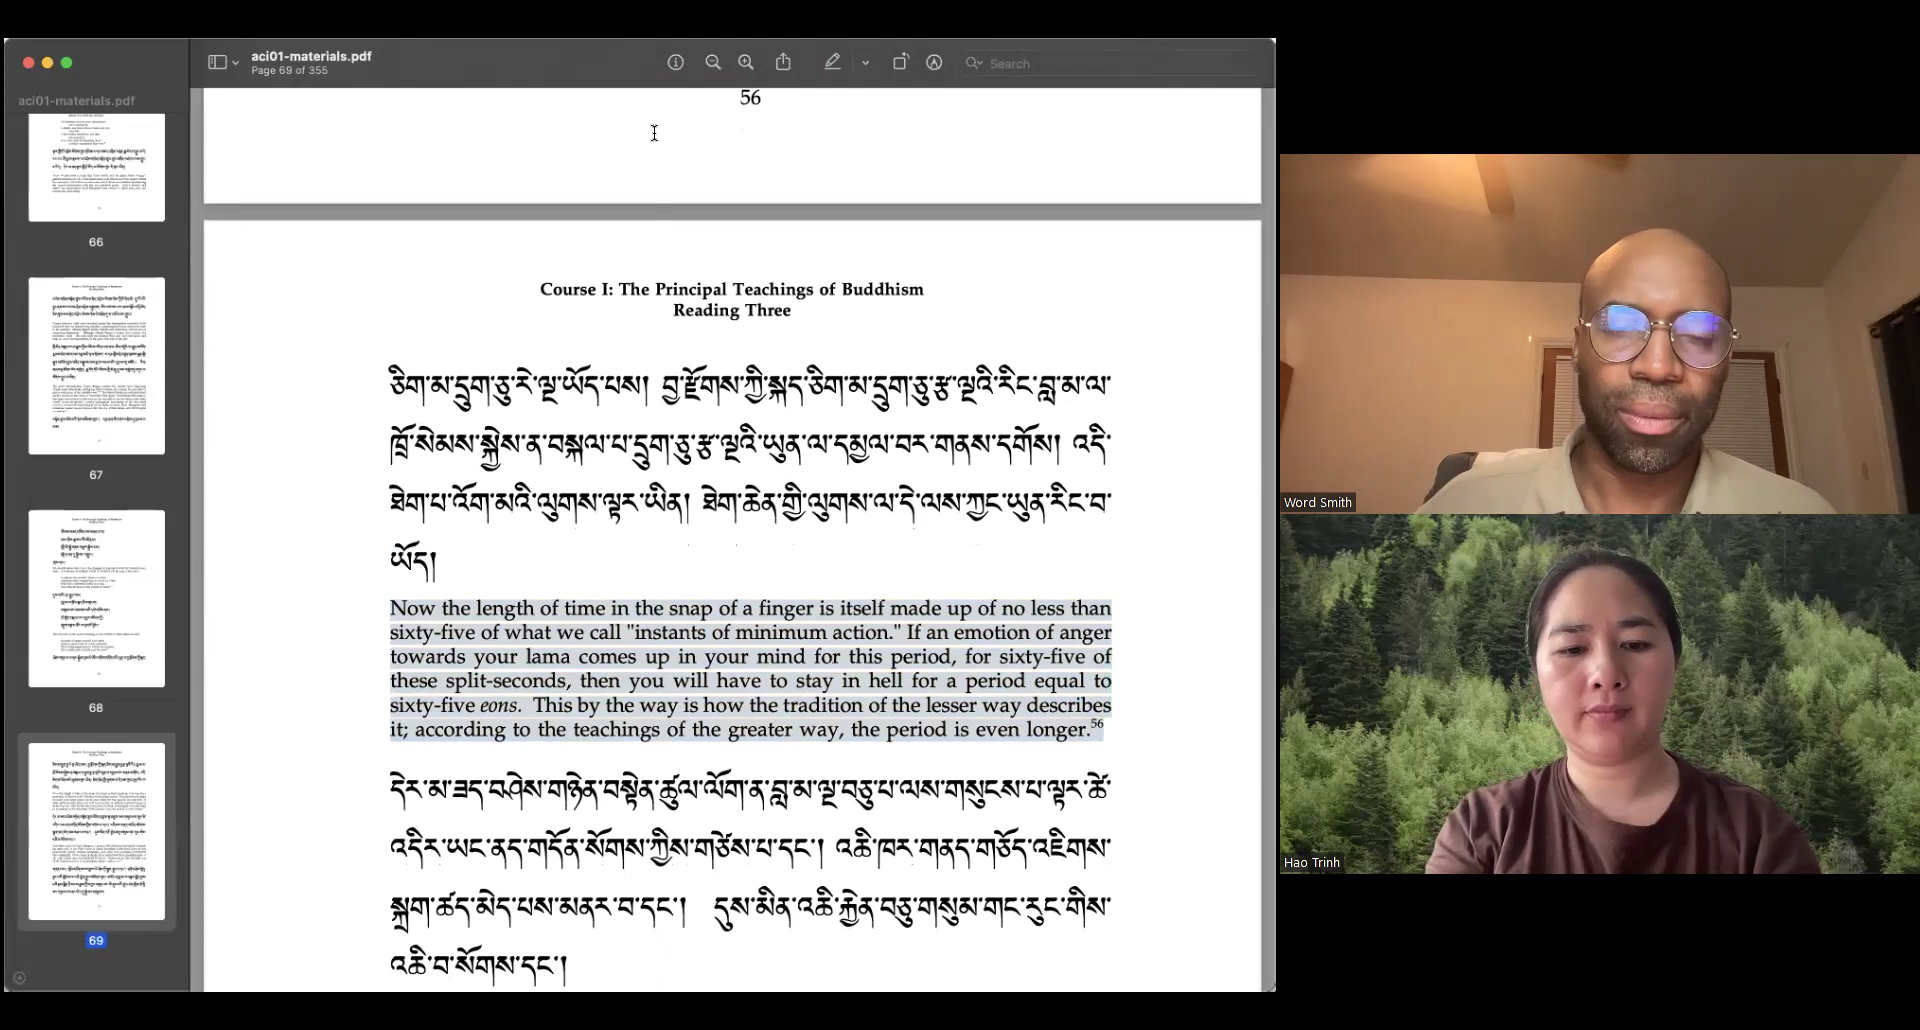 aci01-materials.pdf
Page 69 of 355
Search
aci01-materials.pdf
66
67
68
69
56
Course I: The Principal Teachings of Buddhism
Reading Three
ཅིག་མ་དྲུག་ཅུ་རེ་ལྔ་ཡོད་པས། བྱ་རྫོགས་ཀྱི་སྐད་ཅིག་མ་དྲུག་ཅུ་རྩ་ལྔའི་རིང་བླ་མ་ལ་
ཁྲོ་སེམས་སྐྱེས་ན་བསྐལ་པ་དྲུག་ཅུ་རྩ་ལྔའི་ཡུན་ལ་དམྱལ་བར་གནས་དགོས། འདི་
ཐེག་པ་འོག་མའི་ལུགས་ལྟར་ཡིན། ཐེག་ཆེན་གྱི་ལུགས་ལ་དེ་ལས་ཀྱང་ཡུན་རིང་བ་
ཡོད།
Now the length of time in the snap of a finger is itself made up of no less than
sixty-five of what we call "instants of minimum action." If an emotion of anger
towards your lama comes up in your mind for this period, for sixty-five of
these split-seconds, then you will have to stay in hell for a period equal to
sixty-five eons. This by the way is how the tradition of the lesser way describes
it; according to the teachings of the greater way, the period is even longer.56
དེར་མ་ཟད་བཤེས་གཉེན་བསྟེན་ཚུལ་ལོག་ན་བླ་མ་ལྔ་བཅུ་པ་ལས་གསུངས་པ་ལྟར་ཚེ་
འདིར་ཡང་ནད་གདོན་སོགས་ཀྱིས་གཙེས་པ་དང་། འཆི་ཁར་གནད་གཅོད་འཇིགས་
སྐྲག་ཚད་མེད་པས་མནར་བ་དང་། དུས་མིན་འཆི་རྐྱེན་བཅུ་གསུམ་གང་རུང་གིས་
འཆི་བ་སོགས་དང་།
Word Smith
Hao Trinh